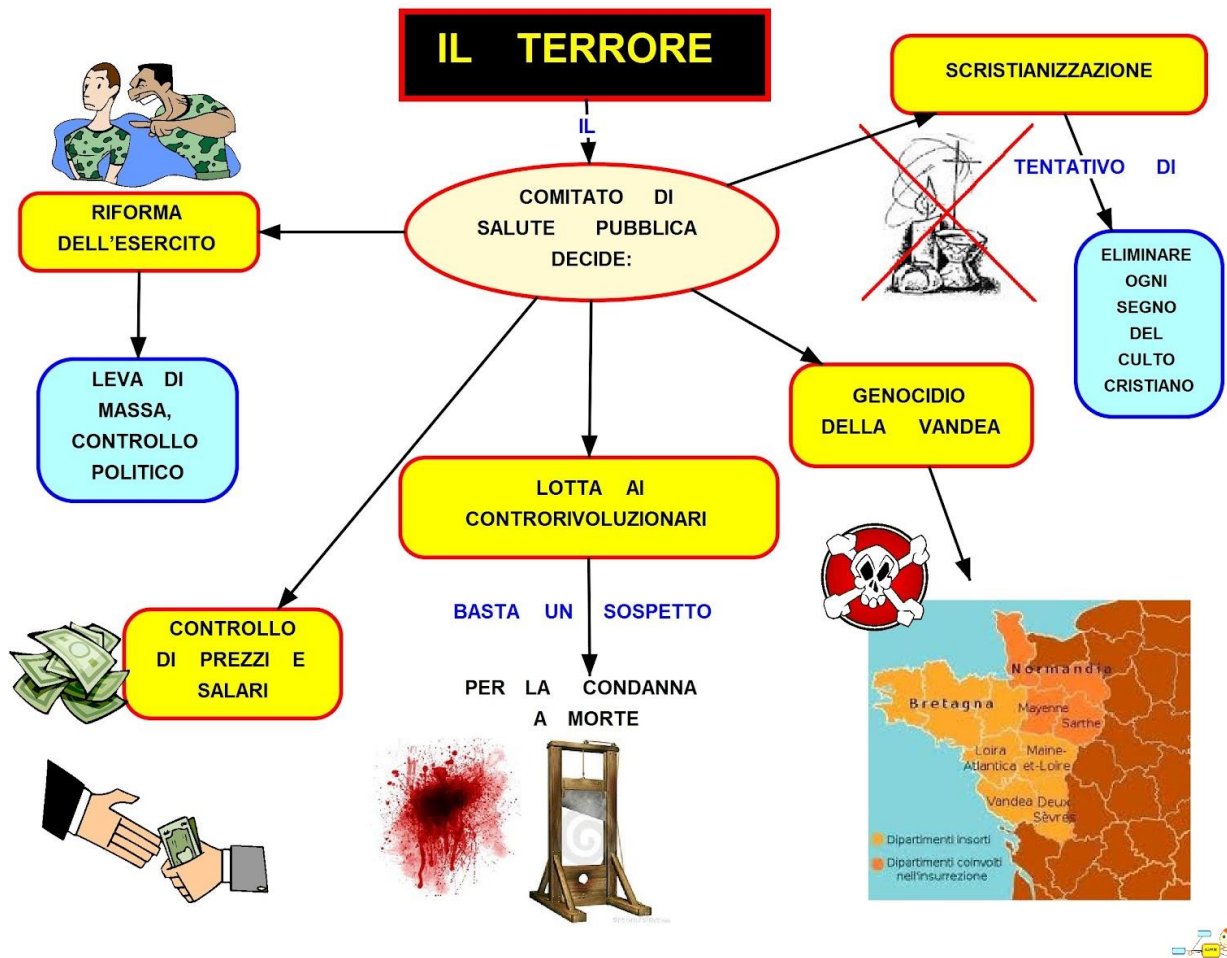 IL TERRORE
IL
COMITATO DI
SALUTE PUBBLICA
DECIDE:
SCRISTIANIZZAZIONE
TENTATIVO DI
ELIMINARE
OGNI
SEGNO
DEL
CULTO
CRISTIANO
RIFORMA
DELL'ESERCITO
LEVA DI
MASSA,
CONTROLLO
POLITICO
GENOCIDIO
DELLA VANDEA
LOTTA AI
CONTRORIVOLUZIONARI
BASTA UN SOSPETTO
PER LA CONDANNA
A MORTE
CONTROLLO
DI PREZZI E
SALARI
Normandia
Bretagna
Mayenne
Sarthe
Loira
Atlantica
Maine-
et-Loire
Vandea
Deux
Sèvres
Dipartimenti insorti
Dipartimenti coinvolti
nell'insurrezione